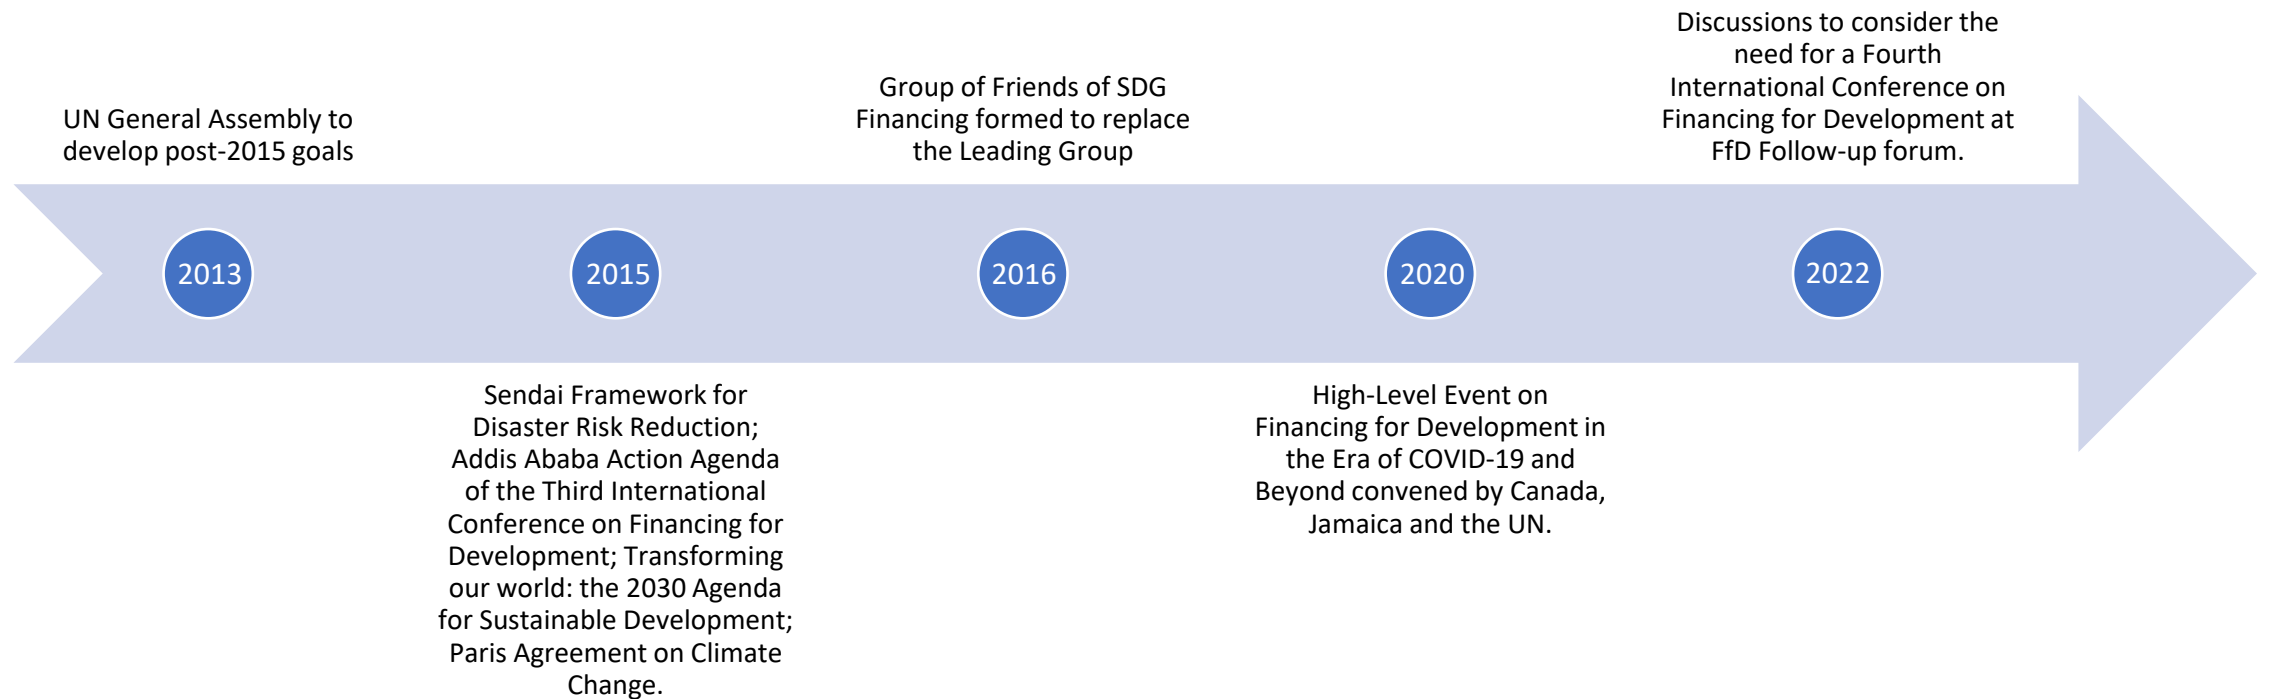 UN General Assembly to
develop post-2015 goals
2013
2015
Sendai Framework for
Disaster Risk Reduction;
Addis Ababa Action Agenda
of the Third International
Conference on Financing for
Development; Transforming
our world: the 2030 Agenda
for Sustainable Development;
Paris Agreement on Climate
Change.
Group of Friends of SDG
Financing formed to replace
the Leading Group
2016
2020
High-Level Event on
Financing for Development in
the Era of COVID-19 and
Beyond convened by Canada,
Jamaica and the UN.
Discussions to consider the
need for a Fourth
International Conference on
Financing for Development at
FfD Follow-up forum.
2022